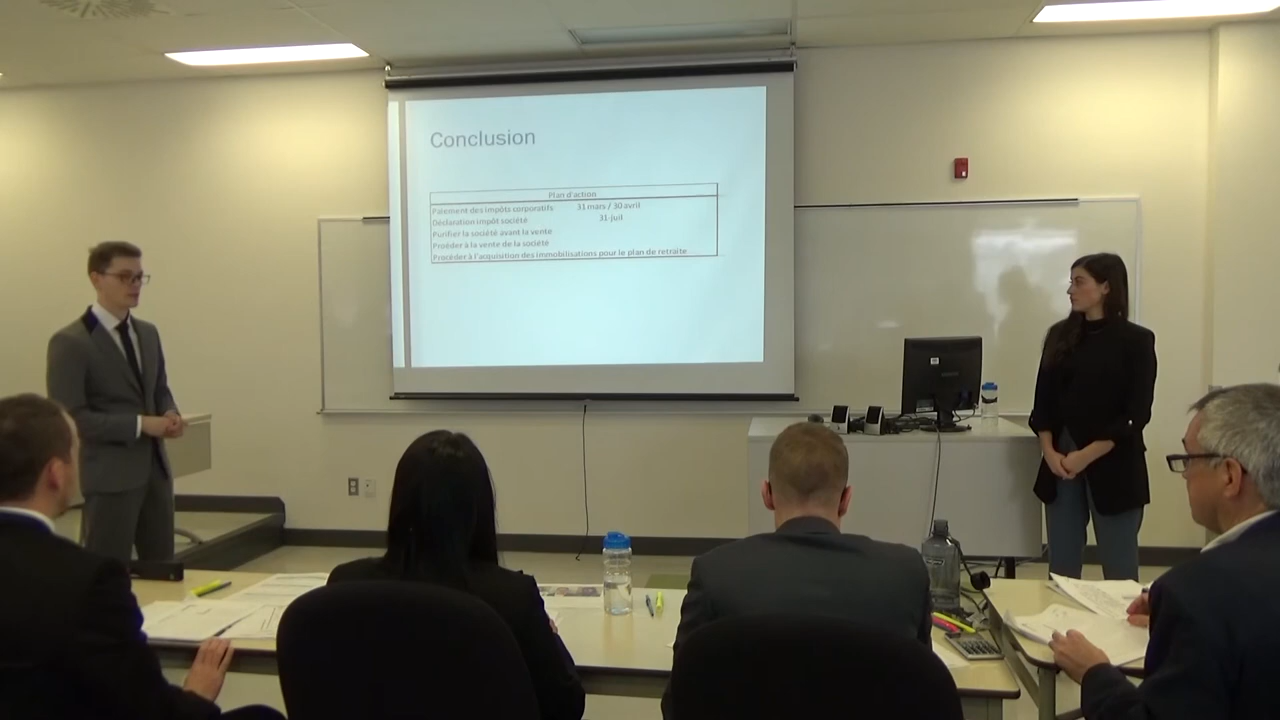 Conclusion
Plan d'action
Paiement des impôts corporatifs 31 mars / 30 avril
Déclaration impôt société 31-juil
Purifier la société avant la vente
Proéder à la vente de la société
Procéder à l'acquisition des immobilisations pour le plan de retraite